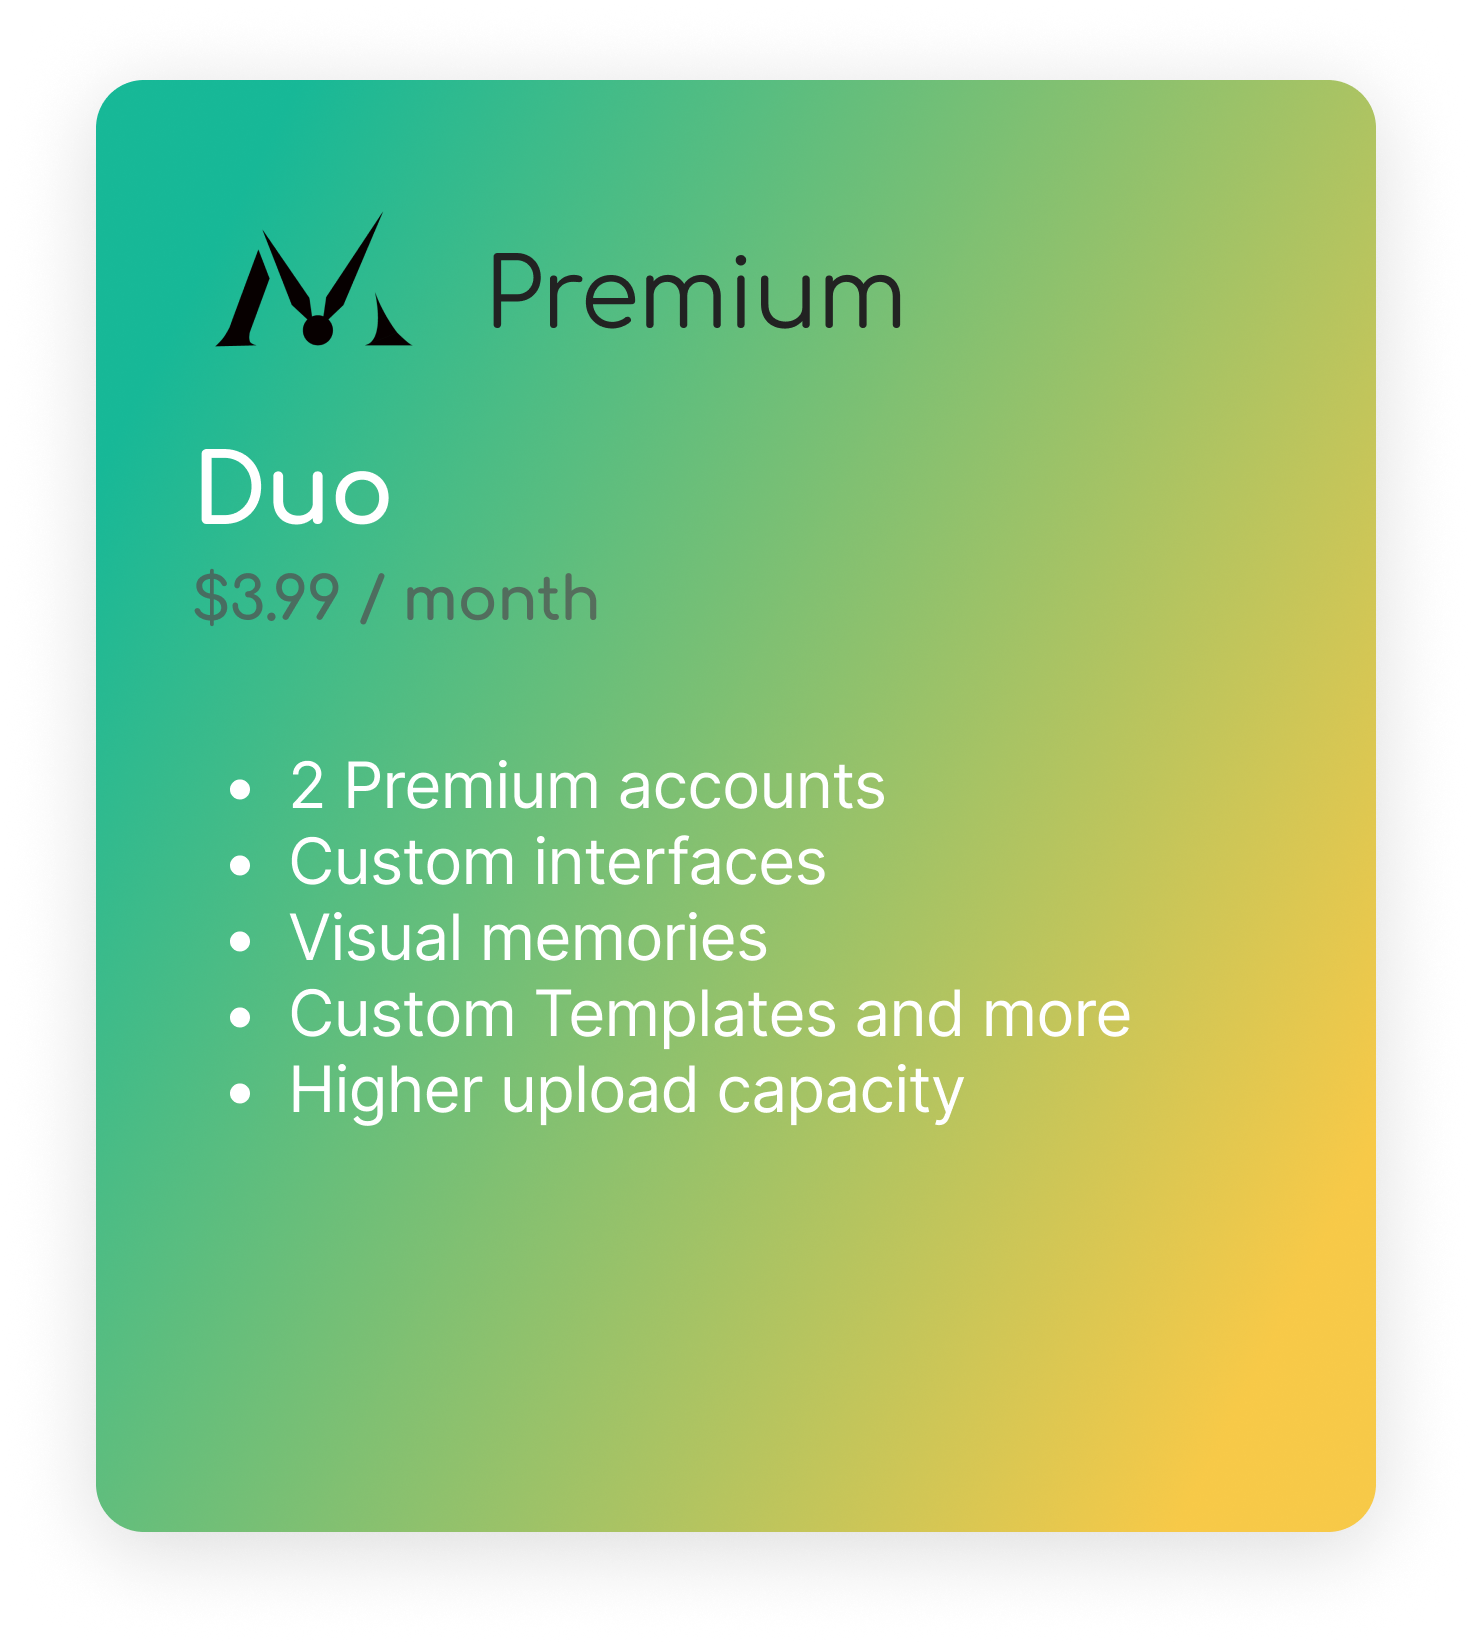 Premium
Duo
$3.99 / month
• 2 Premium accounts
• Custom interfaces
• Visual memories
• Custom Templates and more
• Higher upload capacity